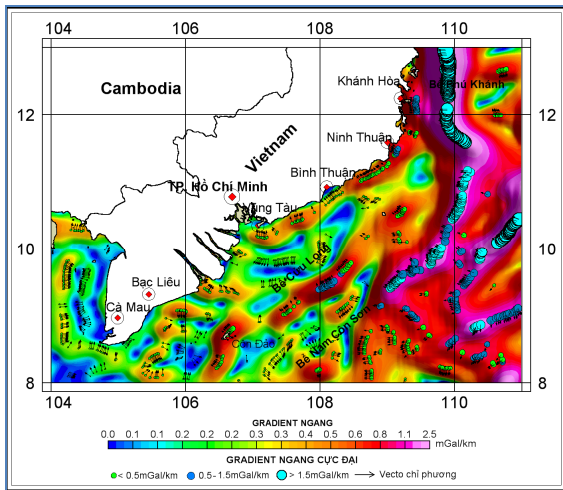 104 106 108 110
Cambodia
Khánh Hòa
Bể Phú Khánh
12 12
Ninh Thuận
Vietnam
Bình Thuận
TP. Hồ Chí Minh
Vũng Tàu
10 10
Bể Cửu Long
Bạc Liêu
Cà Mau
Côn Đảo
Bể Nam Côn Sơn
8 8
104 106 108 110
GRADIENT NGANG
0.0 0.1 0.1 0.2 0.2 0.3 0.3 0.4 0.5 0.6 0.8 1.1 2.5
mGal/km
GRADIENT NGANG CỰC ĐẠI
< 0.5mGal/km 0.5 - 1.5mGal/km > 1.5mGal/km Vecto chỉ phương